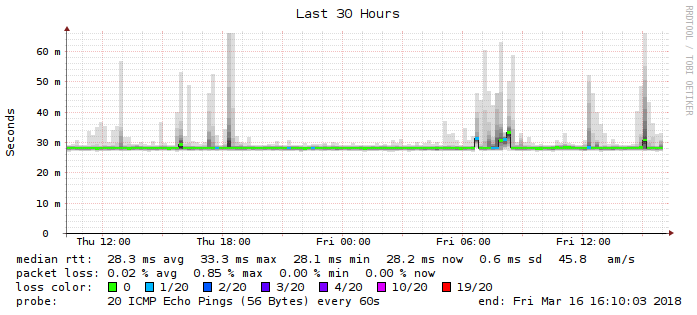 Last 30 Hours
RRDTOOL / TOBI OETIKER
Seconds
60 m
50 m
40 m
30 m
20 m
10 m
0
Thu 12:00 Thu 18:00 Fri 00:00 Fri 06:00 Fri 12:00
median rtt: 28.3 ms avg 33.3 ms max 28.1 ms min 28.2 ms now 0.6 ms sd 45.8 am/s
packet loss: 0.02 % avg 0.85 % max 0.00 % min 0.00 % now
loss color: 0 1/20 2/20 3/20 4/20 10/20 19/20
probe: 20 ICMP Echo Pings (56 Bytes) every 60s end: Fri Mar 16 16:10:03 2018